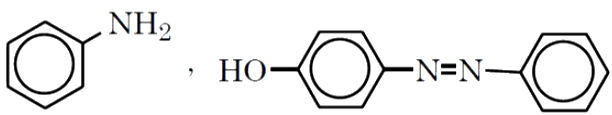 NH₂
, HO N=N